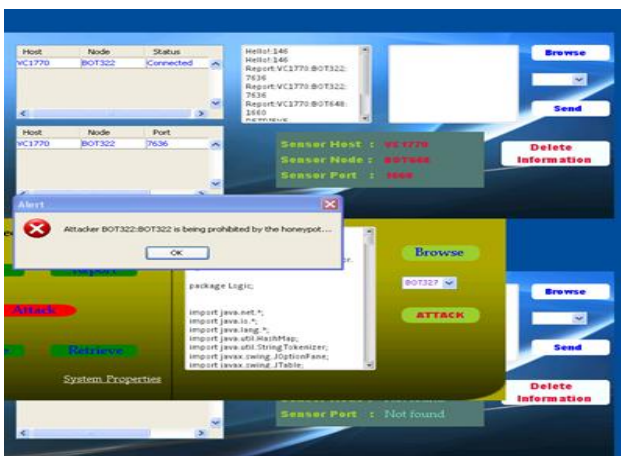 Host Node Status
VC1770 BOT322 Connected
Hello!:146
Hello!:146
Report:VC1770:BOT322:
7636
Report:VC1770:BOT322:
7636
Report:VC1770:BOT648:
1660
Browse
Send
Host Node Port
VC1770 BOT322 7636
Sensor Host : VC1770
Sensor Node : BOT648
Sensor Port : 1660
Delete
Information
Alert
Attacker BOT322:BOT322 is being prohibited by the honeypot...
OK
Report
Attack
Retrieve
System Properties
package Logic;
import java.net.*;
import java.io.*;
import java.lang.*;
import java.util.HashMap;
import java.util.StringTokenizer;
import javax.swing.JOptionPane;
import javax.swing.JTable;
Browse
BOT327
ATTACK
Browse
Send
Delete
Information
Sensor Port : Not found